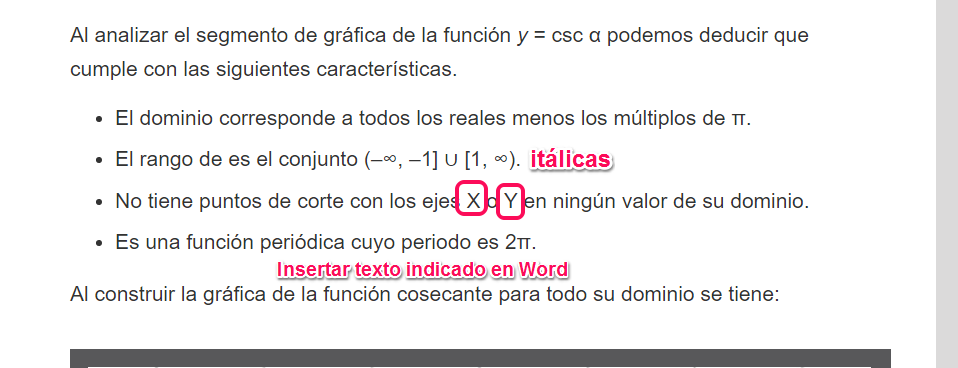 Al analizar el segmento de gráfica de la función y = csc α podemos deducir que
cumple con las siguientes características.
• El dominio corresponde a todos los reales menos los múltiplos de π.
• El rango de es el conjunto (–∞, –1] ∪ [1, ∞). itálicas
• No tiene puntos de corte con los ejes X o Y en ningún valor de su dominio.
• Es una función periódica cuyo periodo es 2π.
Insertar texto indicado en Word
Al construir la gráfica de la función cosecante para todo su dominio se tiene: